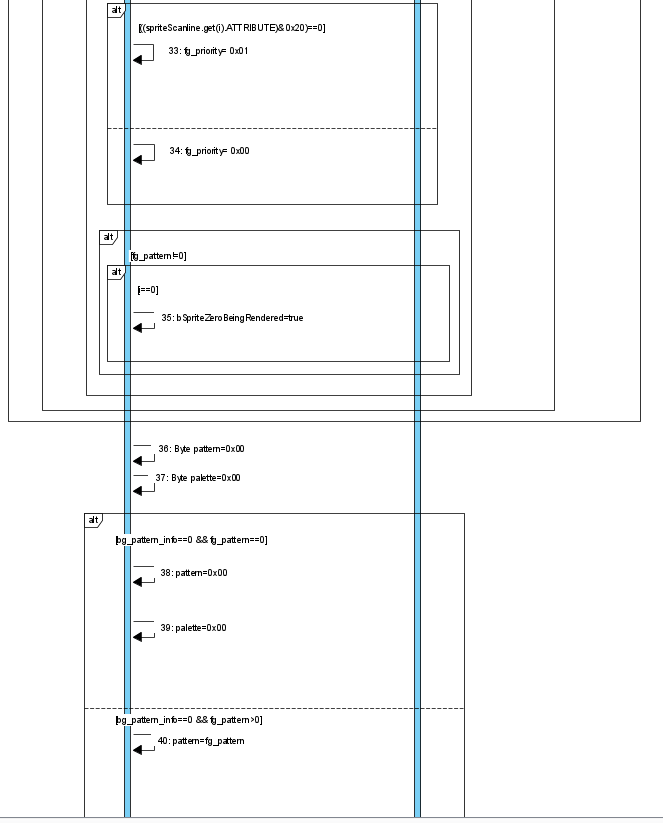 alt
[((spriteScanline.get(i).ATTRIBUTE)&0x20)==0]
33: fg_priority= 0x01
34: fg_priority= 0x00
alt
[fg_pattern!=0]
alt
[i==0]
35: bSpriteZeroBeingRendered=true
36: Byte pattern=0x00
37: Byte palette=0x00
alt
[bg_pattern_info==0 && fg_pattern==0]
38: pattern=0x00
39: palette=0x00
[bg_pattern_info==0 && fg_pattern>0]
40: pattern=fg_pattern